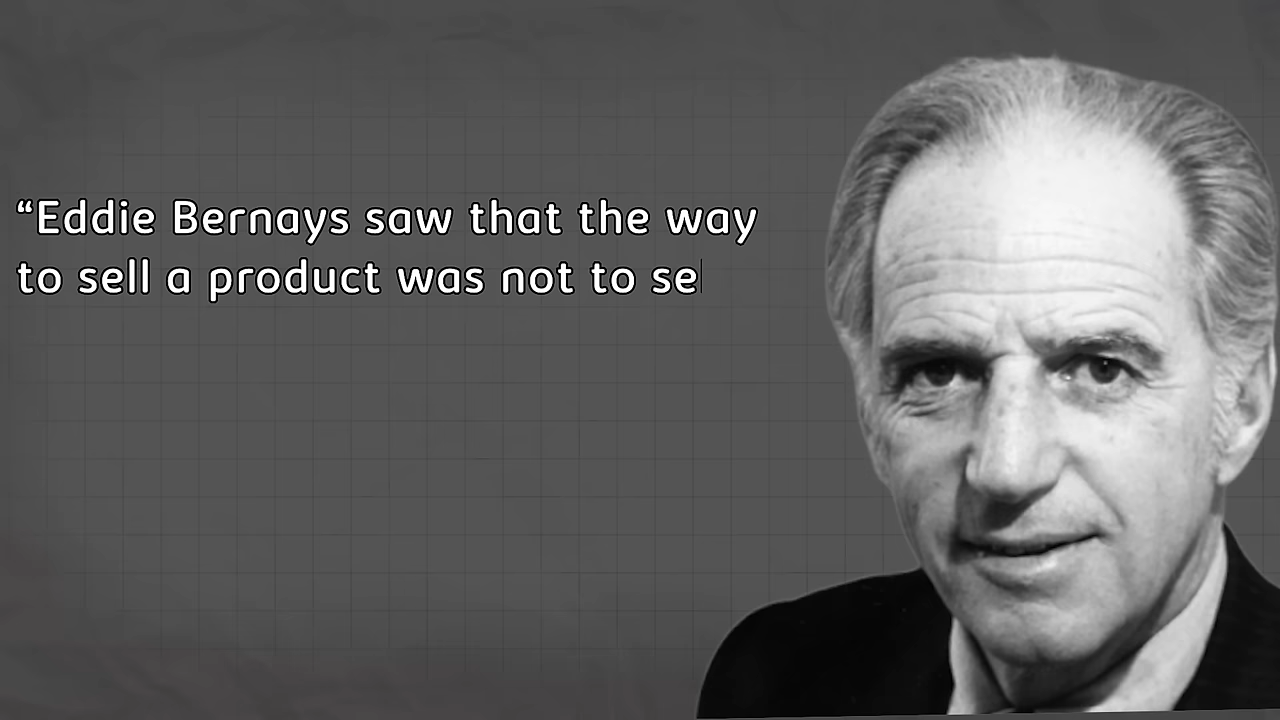 “Eddie Bernays saw that the way
to sell a product was not to se